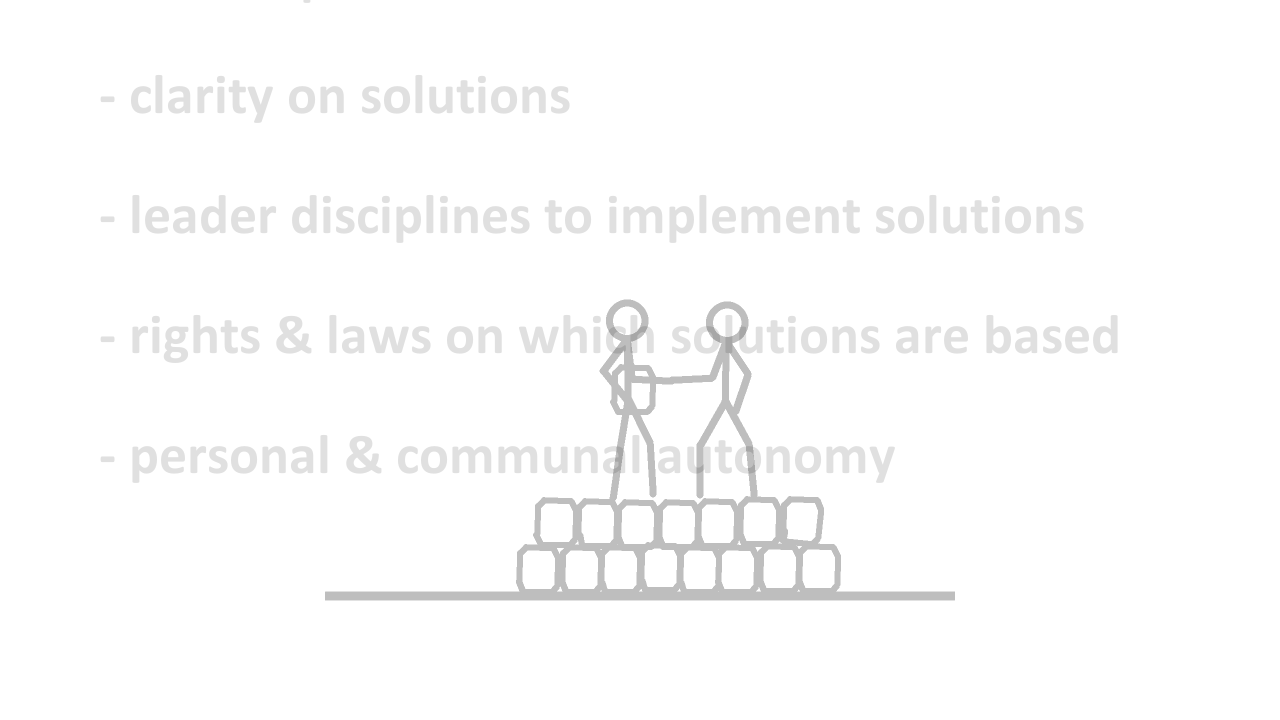 - clarity on solutions
- leader disciplines to implement solutions
- rights & laws on which solutions are based
- personal & communal autonomy